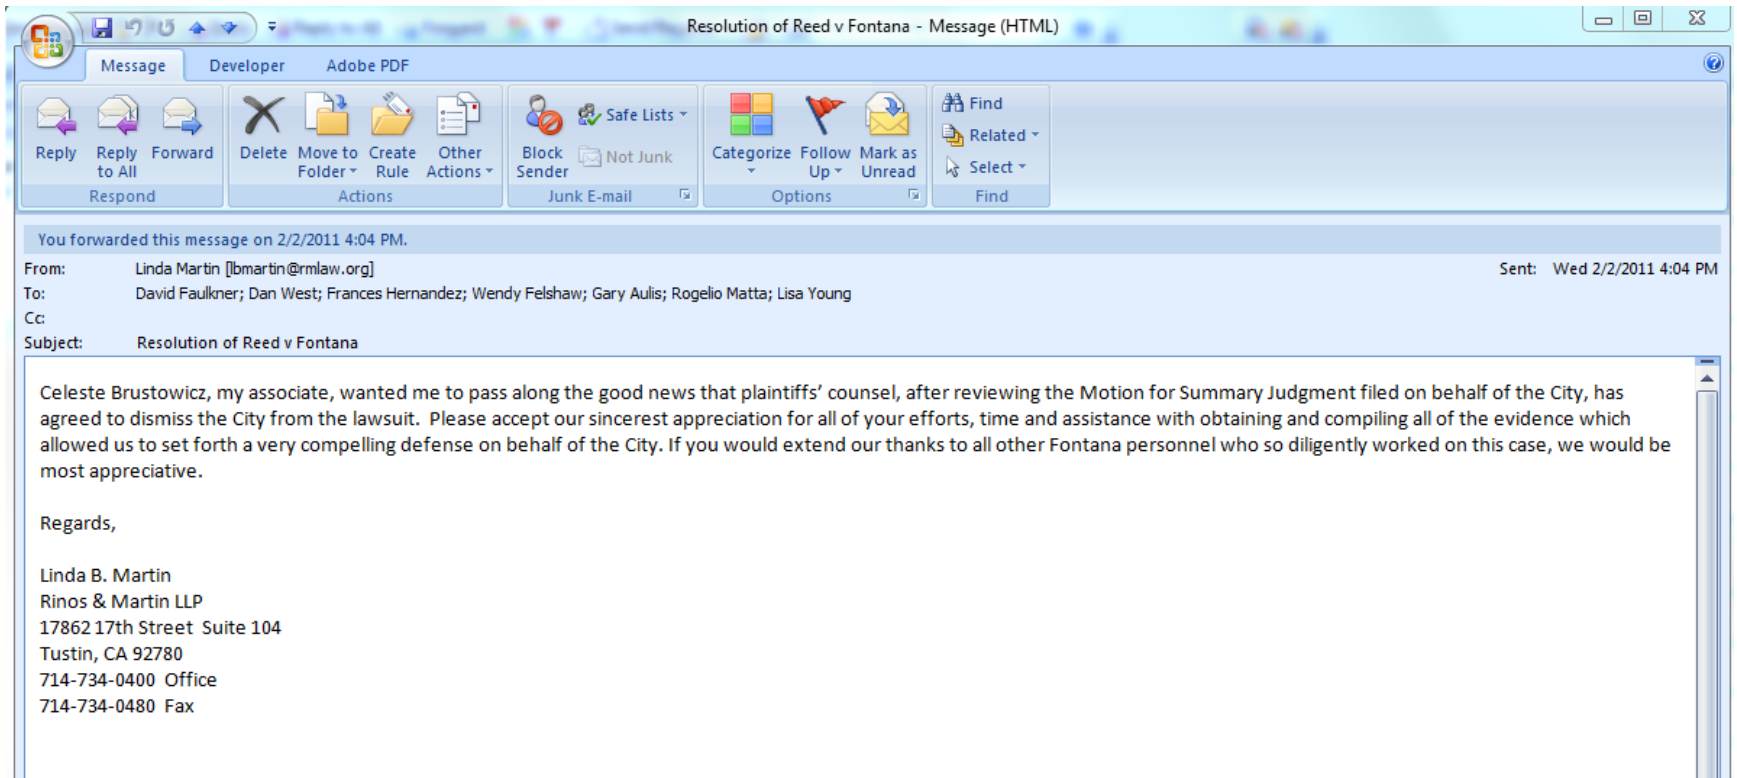 Resolution of Reed v Fontana - Message (HTML)
Message Developer Adobe PDF
Reply Reply to All Forward Delete Move to Folder Create Rule Other Actions Block Sender Safe Lists Not Junk Categorize Follow Up Mark as Unread Find Related Select
Respond Actions Junk E-mail Options Find
You forwarded this message on 2/2/2011 4:04 PM.
From: Linda Martin [lbmartin@rmlaw.org] Sent: Wed 2/2/2011 4:04 PM
To: David Faulkner; Dan West; Frances Hernandez; Wendy Felshaw; Gary Aulis; Rogelio Matta; Lisa Young
Cc:
Subject: Resolution of Reed v Fontana
Celeste Brustowicz, my associate, wanted me to pass along the good news that plaintiffs’ counsel, after reviewing the Motion for Summary Judgment filed on behalf of the City, has
agreed to dismiss the City from the lawsuit. Please accept our sincerest appreciation for all of your efforts, time and assistance with obtaining and compiling all of the evidence which
allowed us to set forth a very compelling defense on behalf of the City. If you would extend our thanks to all other Fontana personnel who so diligently worked on this case, we would be
most appreciative.
Regards,
Linda B. Martin
Rinos & Martin LLP
17862 17th Street Suite 104
Tustin, CA 92780
714-734-0400 Office
714-734-0480 Fax